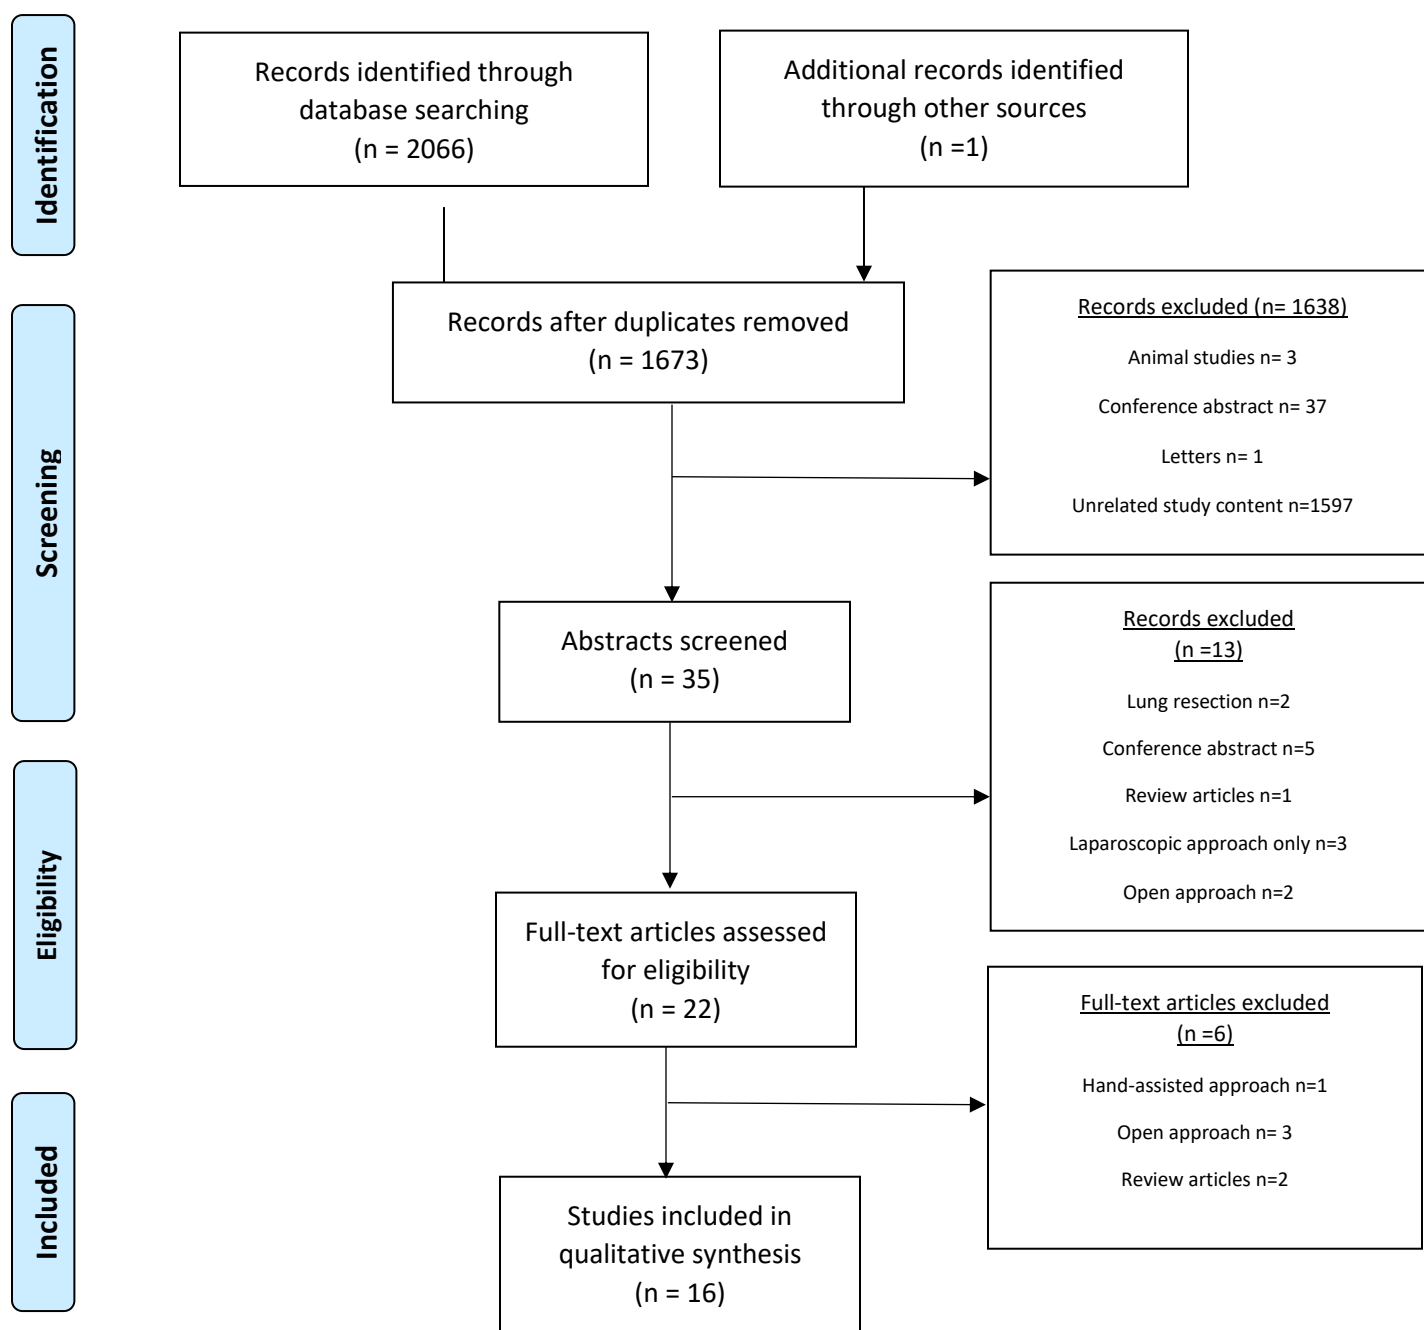 Identification
Records identified through
database searching
(n = 2066)
Additional records identified
through other sources
(n =1)
Screening
Records after duplicates removed
(n = 1673)
Records excluded (n= 1638)
Animal studies n= 3
Conference abstract n= 37
Letters n= 1
Unrelated study content n=1597
Abstracts screened
(n = 35)
Records excluded
(n =13)
Lung resection n=2
Conference abstract n=5
Review articles n=1
Laparoscopic approach only n=3
Open approach n=2
Eligibility
Full-text articles assessed
for eligibility
(n = 22)
Full-text articles excluded
(n =6)
Hand-assisted approach n=1
Open approach n= 3
Review articles n=2
Included
Studies included in
qualitative synthesis
(n = 16)